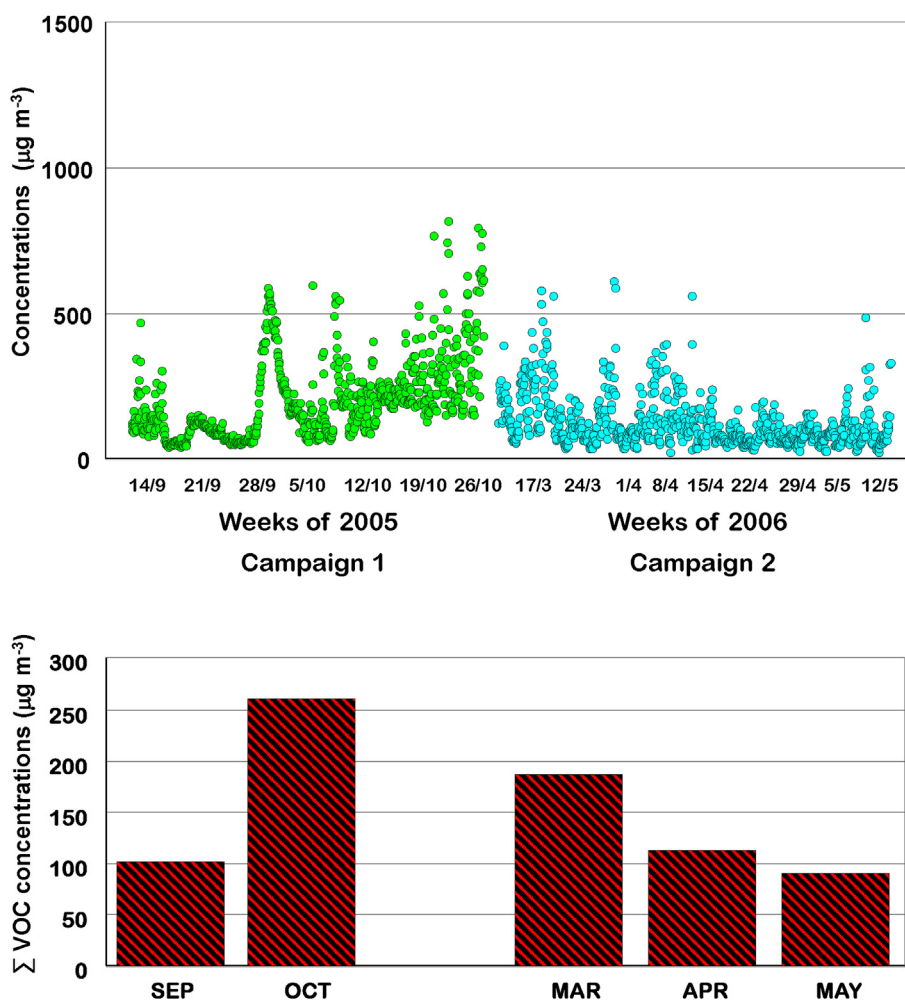 1500
1000
500
0
Concentrations (µg m-3)
14/9 21/9 28/9 5/10 12/10 19/10 26/10 17/3 24/3 1/4 8/4 15/4 22/4 29/4 5/5 12/5
Weeks of 2005 Weeks of 2006
Campaign 1 Campaign 2
300
250
200
150
100
50
0
∑ VOC concentrations (µg m-3)
SEP OCT MAR APR MAY